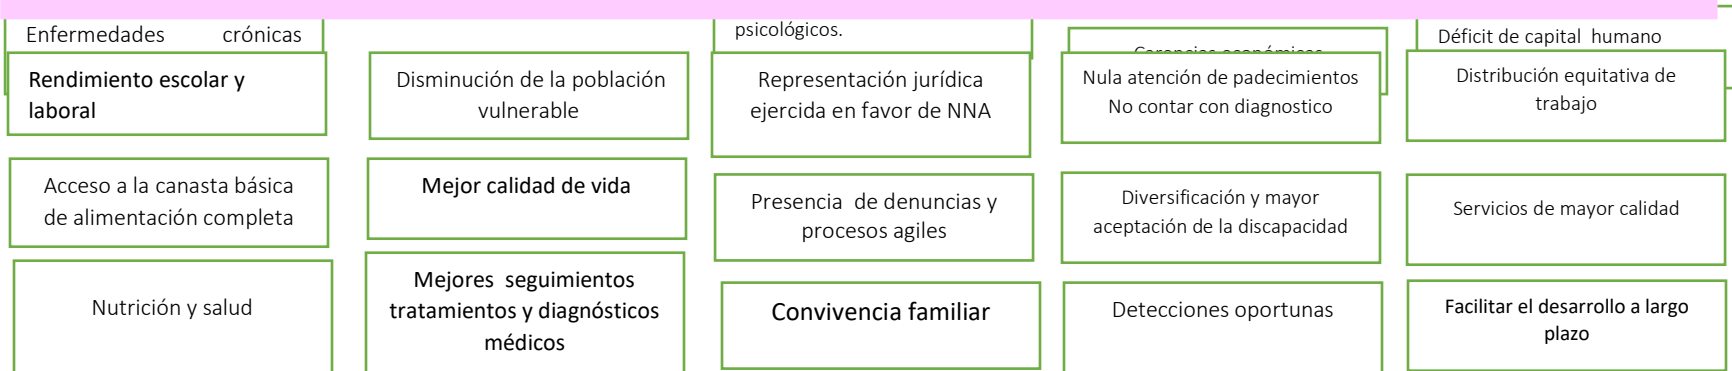 Enfermedades crónicas
psicológicos.
Carencias económicas
Déficit de capital humano
Rendimiento escolar y
laboral
Disminución de la población
vulnerable
Representación jurídica
ejercida en favor de NNA
Nula atención de padecimientos
No contar con diagnostico
Distribución equitativa de
trabajo
Acceso a la canasta básica
de alimentación completa
Mejor calidad de vida
Presencia de denuncias y
procesos agiles
Diversificación y mayor
aceptación de la discapacidad
Servicios de mayor calidad
Nutrición y salud
Mejores seguimientos
tratamientos y diagnósticos
médicos
Convivencia familiar
Detecciones oportunas
Facilitar el desarrollo a largo
plazo